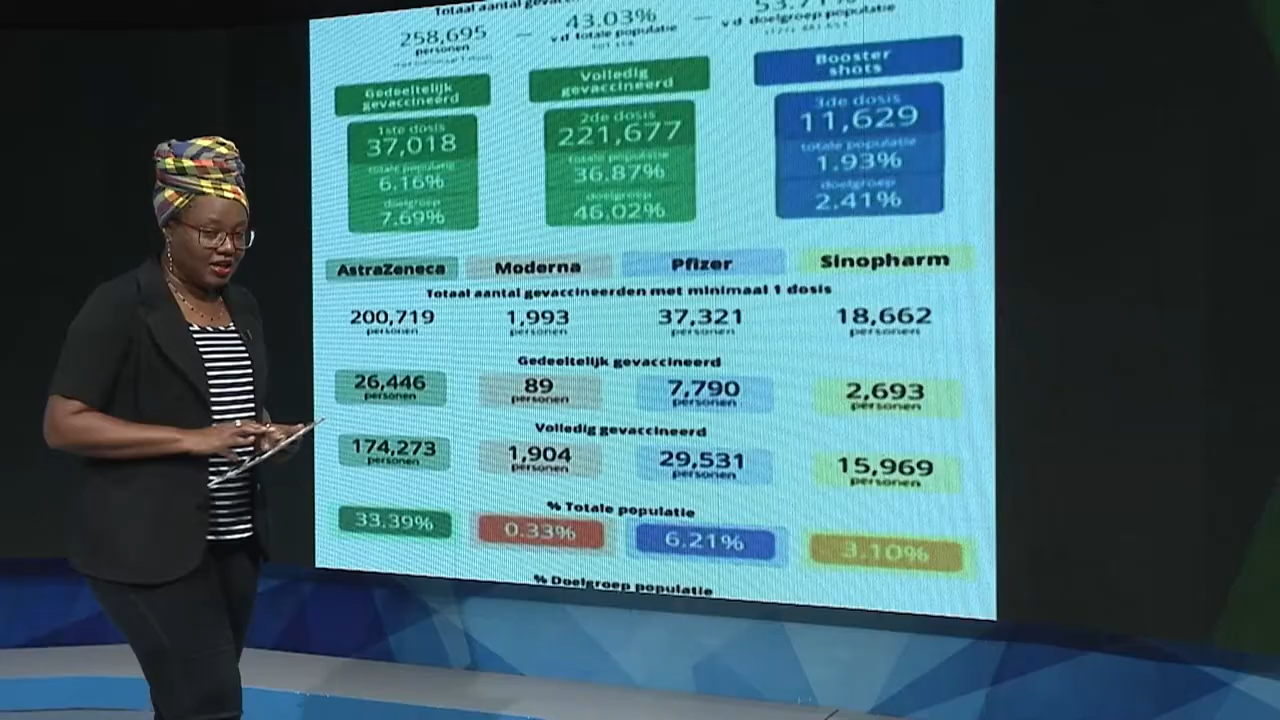 Totaal aantal
258,695
personen
43.03%
v.d. totale populatie
v.d. doelgroep populatie
Gedeeltelijk
gevaccineerd
1ste dosis
37,018
totale populatie
6.16%
doelgroep
7.69%
Volledig
gevaccineerd
2de dosis
221,677
totale populatie
36.87%
doelgroep
46.02%
Booster
shots
3de dosis
11,629
totale populatie
1.93%
doelgroep
2.41%
AstraZeneca Moderna Pfizer Sinopharm
Totaal aantal gevaccineerden met minimaal 1 dosis
200,719 1,993 37,321 18,662
personen personen personen personen
Gedeeltelijk gevaccineerd
26,446 89 7,790 2,693
personen personen personen personen
Volledig gevaccineerd
174,273 1,904 29,531 15,969
personen personen personen personen
% Totale populatie
33.39% 0.33% 6.21% 3.10%
% Doelgroep populatie